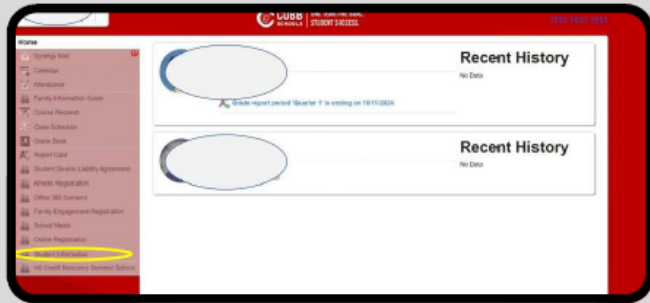 COBB SCHOOLS
ONE TEAM. ONE GOAL.
STUDENT SUCCESS.
TEST TEST TEST
Home
Synergy Mail
Calendar
Attendance
Family Information Guide
Course Request
Class Schedule
Grade Book
Report Card
Student Device Liability Agreement
Athletic Registration
Office 365 Consent
Family Engagement Registration
School Meals
Online Registration
Student Information
HS Credit Recovery Summer School
Recent History
No Data
Grade report period 'Quarter 1' is ending on 10/11/2024
Recent History
No Data